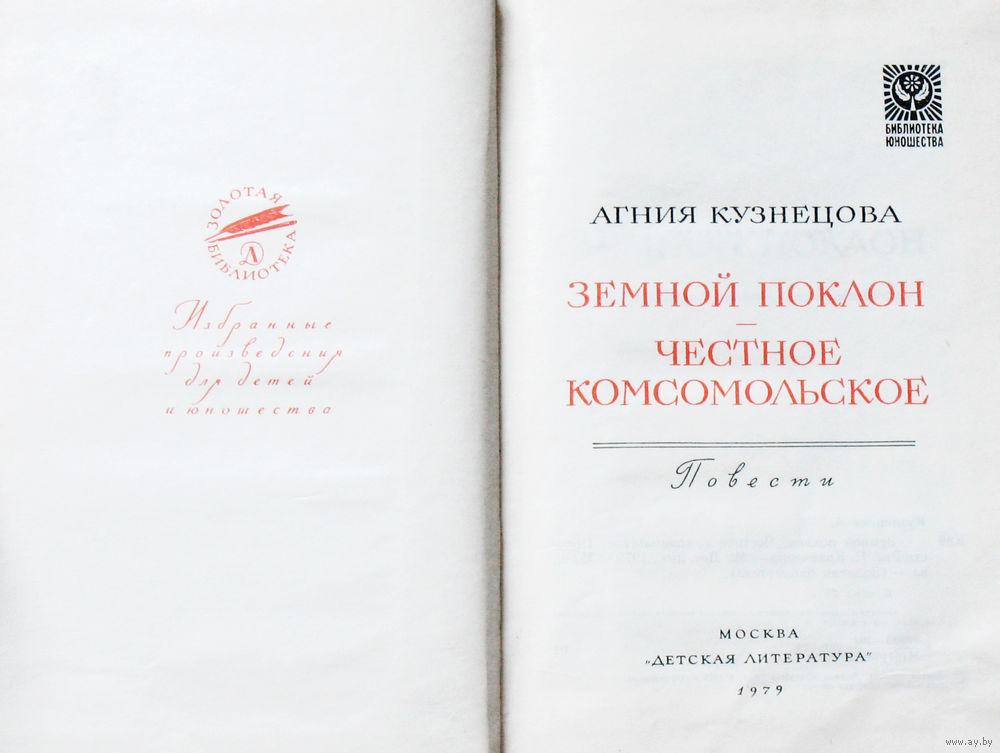 ЗОЛОТАЯ
БИБЛИОТЕКА
Д
Избранные
произведения
для детей
и юношества
БИБЛИОТЕКА
ЮНОШЕСТВА
АГНИЯ КУЗНЕЦОВА
ЗЕМНОЙ ПОКЛОН
—
ЧЕСТНОЕ
КОМСОМОЛЬСКОЕ
Повести
МОСКВА
„ДЕТСКАЯ ЛИТЕРАТУРА"
1979
www.ay.by